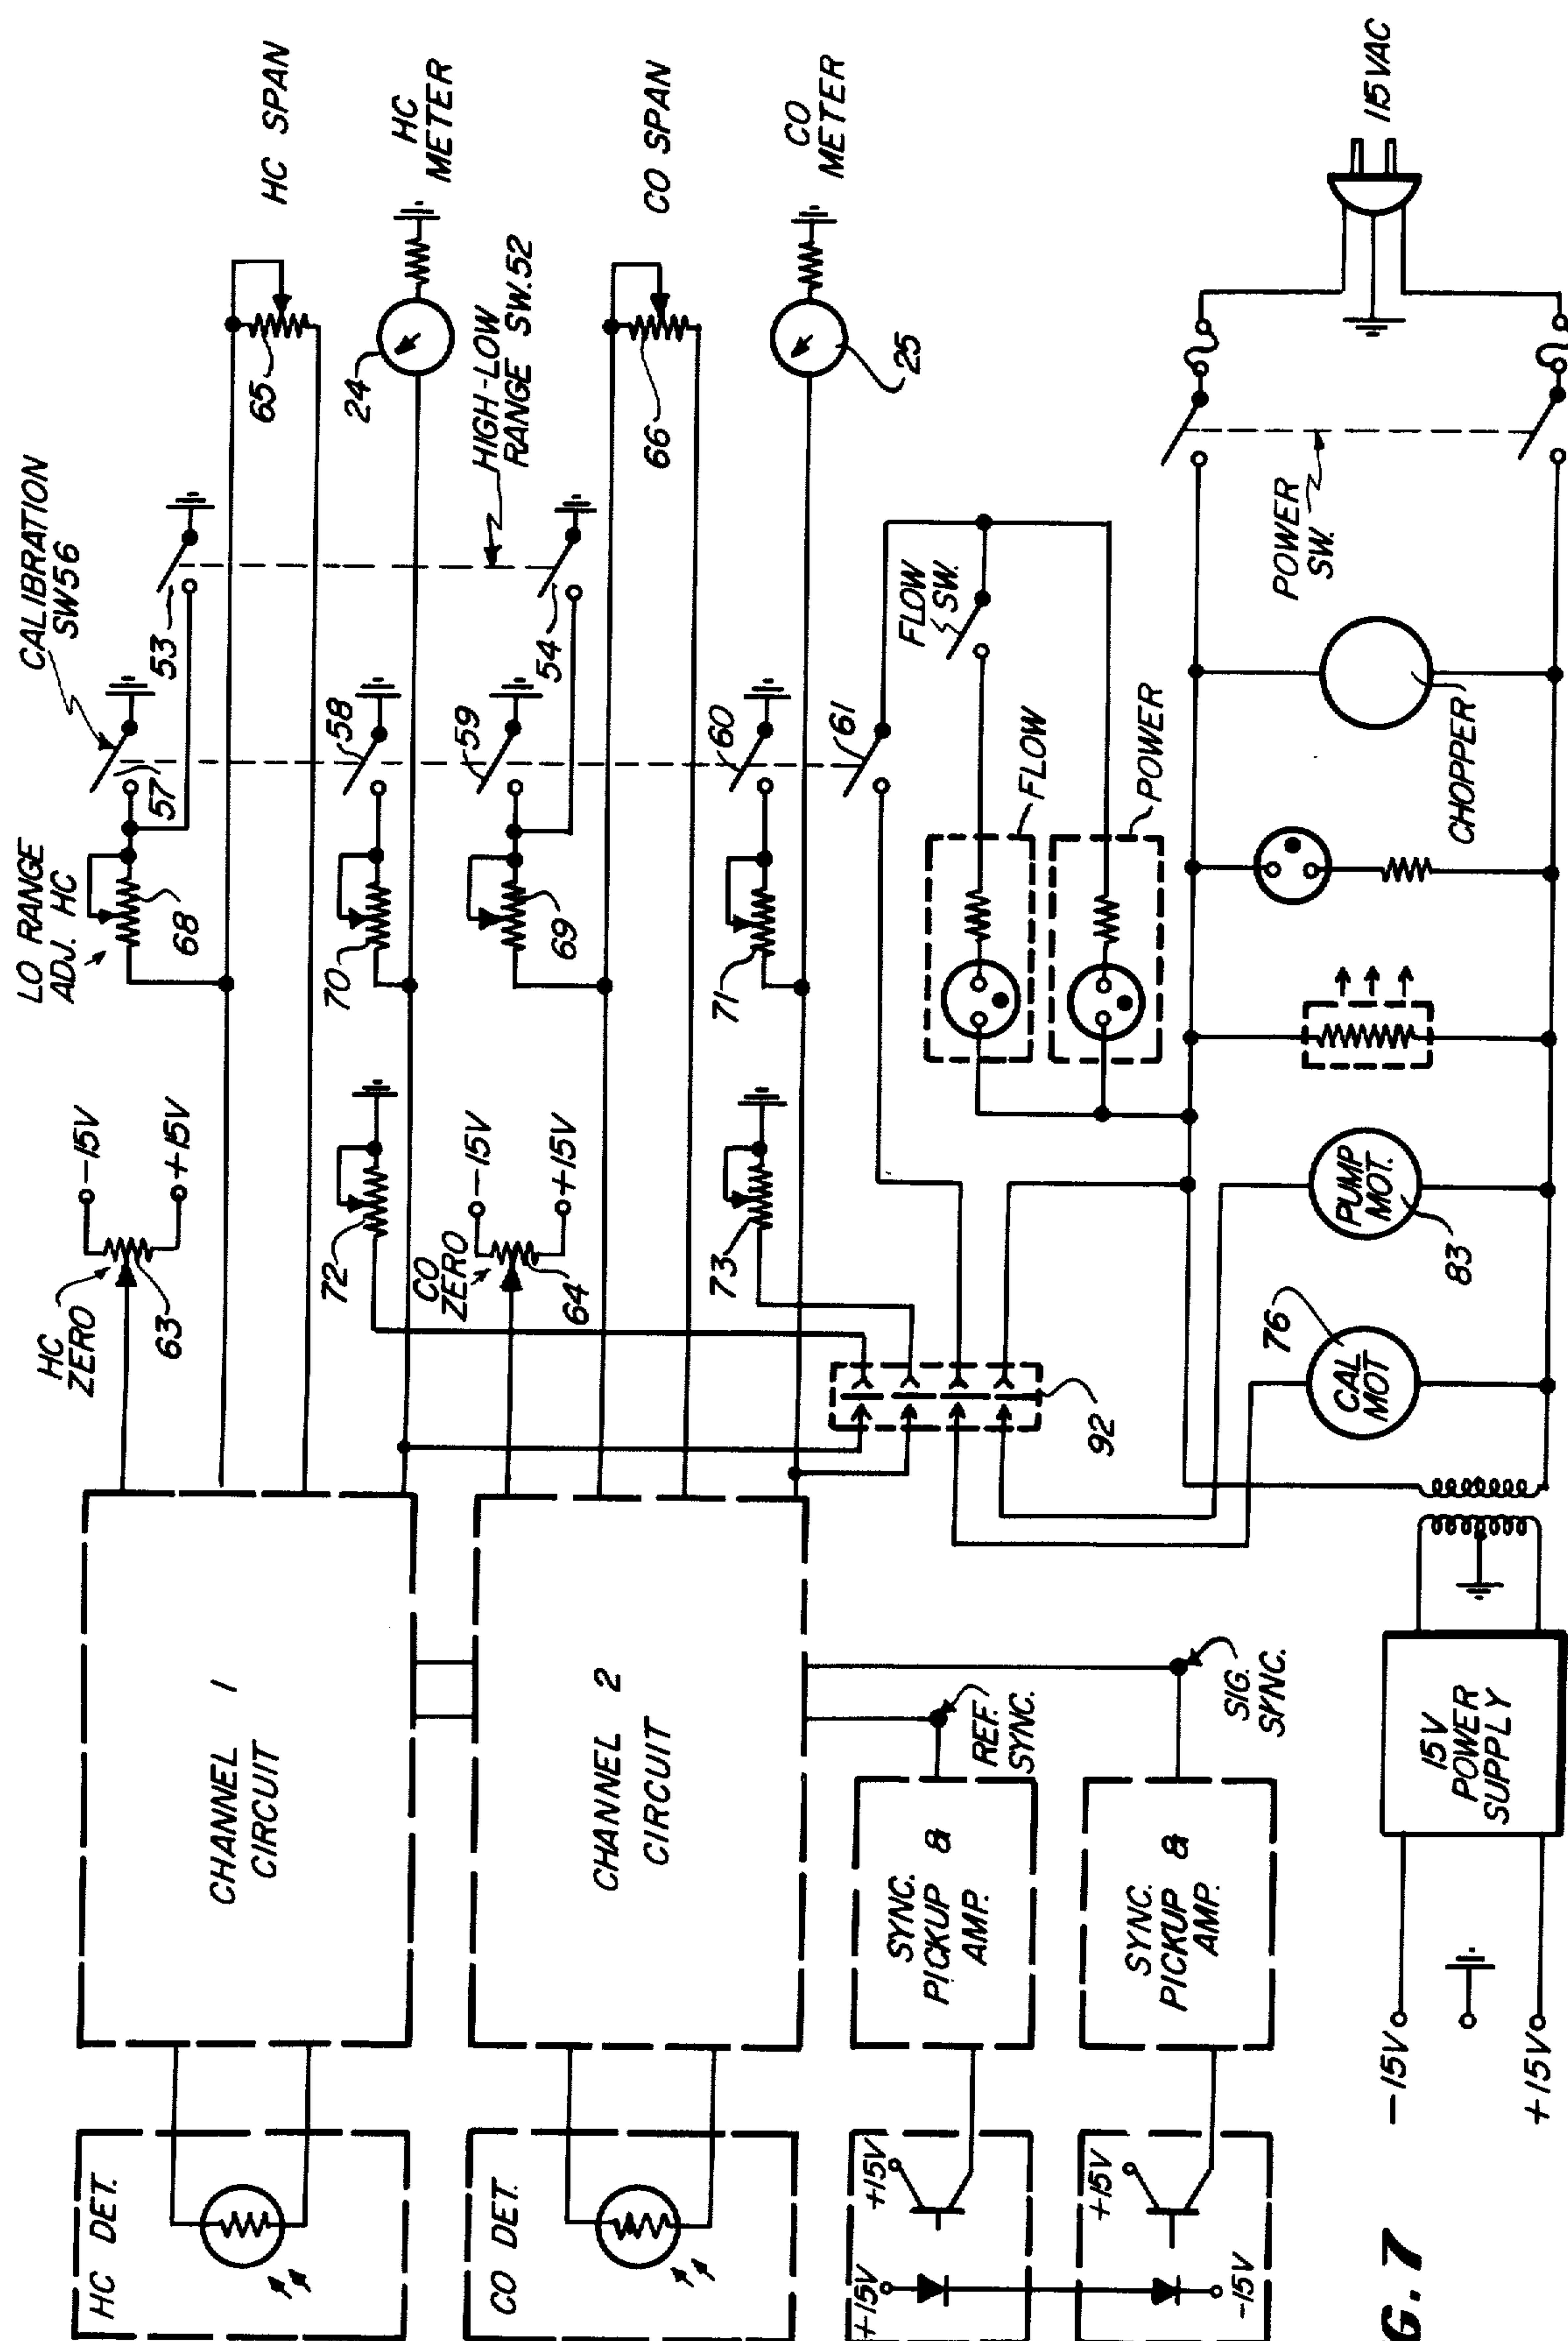 HC DET.
CO DET.
+15V
+15V
+15V
-15V
CHANNEL 1
CIRCUIT
CHANNEL 2
CIRCUIT
SYNC.
PICKUP &
AMP.
SYNC.
PICKUP &
AMP.
REF.
SYNC.
SIG.
SYNC.
-15V
+15V
15V
POWER
SUPPLY
HC
ZERO
63
-15V
+15V
72
CO
ZERO
64
-15V
+15V
73
92
CAL
MOT
76
PUMP
MOT.
83
LO RANGE
ADJ. HC
68
70
69
71
CALIBRATION
SW56
57
53
58
59
54
60
61
FLOW
SW.
FLOW
POWER
CHOPPER
POWER
SW.
HIGH-LOW
RANGE SW.52
65
HC SPAN
24
HC
METER
66
CO SPAN
25
CO
METER
115VAC
G.7